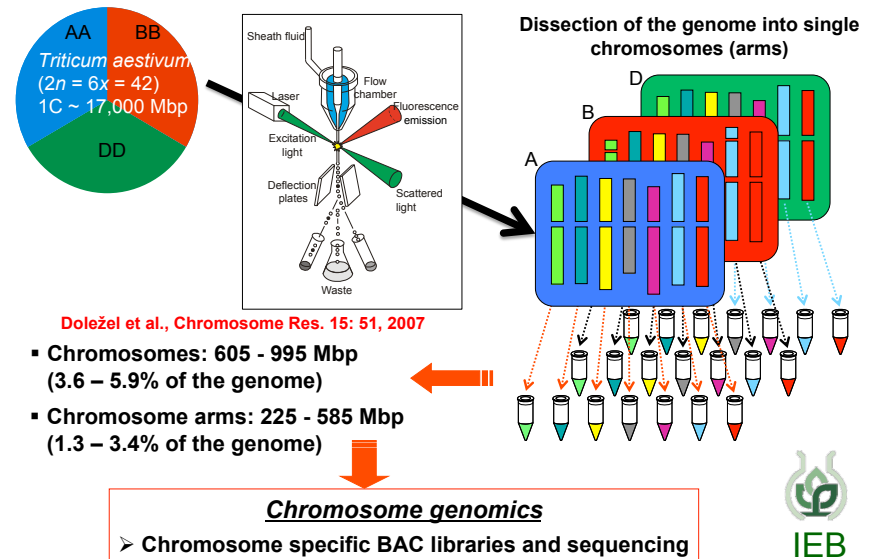 AA
BB
Triticum aestivum
(2n = 6x = 42)
1C ~ 17,000 Mbp
DD
Sheath fluid
Flow
chamber
Laser
Fluorescence
emission
Excitation
light
Deflection
plates
Scattered
light
Waste
Dissection of the genome into single
chromosomes (arms)
D
B
A
Doležel et al., Chromosome Res. 15: 51, 2007
▪ Chromosomes: 605 - 995 Mbp
(3.6 – 5.9% of the genome)
▪ Chromosome arms: 225 - 585 Mbp
(1.3 – 3.4% of the genome)
Chromosome genomics
➢ Chromosome specific BAC libraries and sequencing
IEB